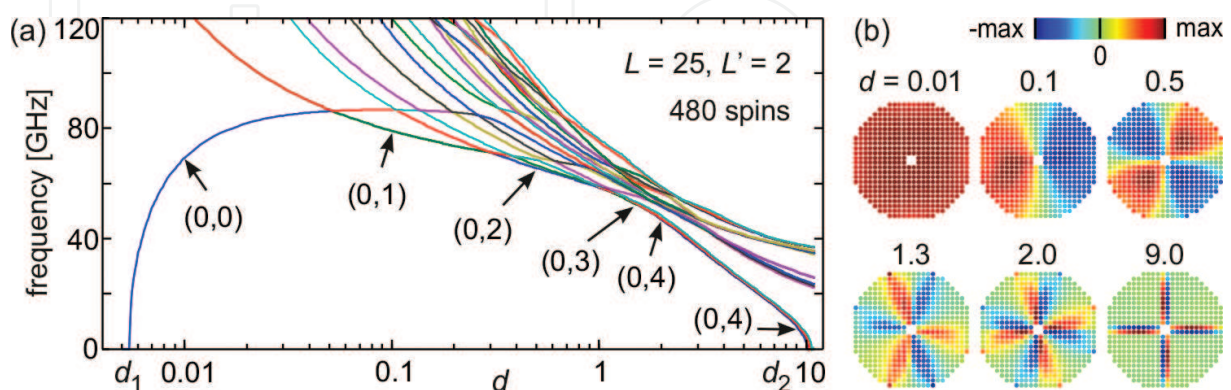 (a)
120
80
40
0
frequency [GHz]
L = 25, L' = 2
480 spins
(0,0)
(0,1)
(0,2)
(0,3)
(0,4)
(0,4)
d1 0.01 0.1 d 1 d2 10
(b)
-max 0 max
d = 0.01 0.1 0.5
1.3 2.0 9.0